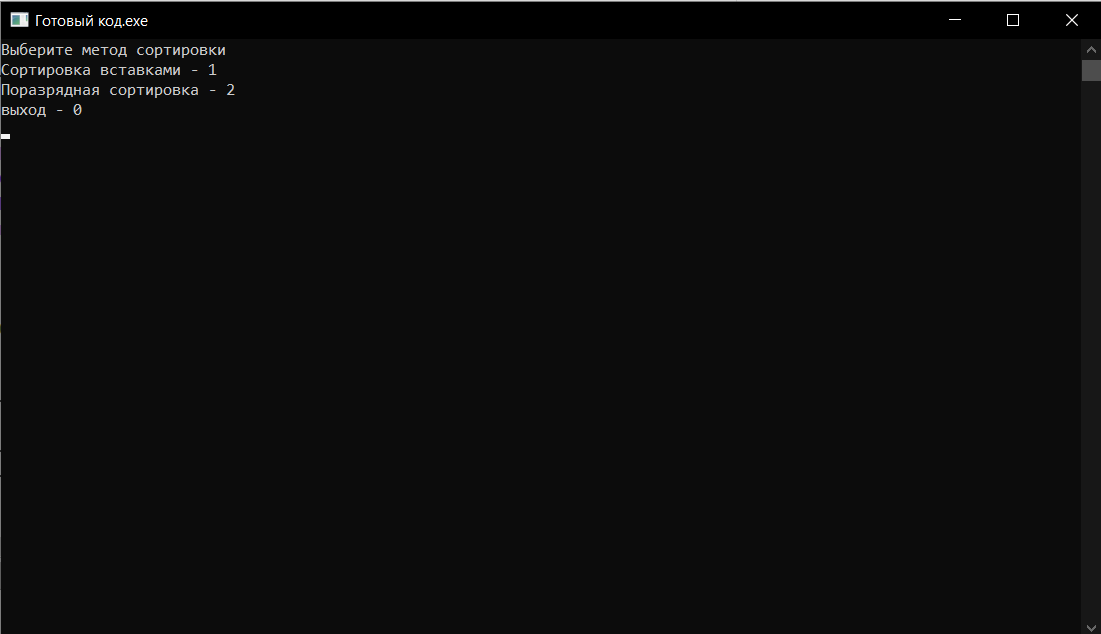 Готовый код.exe
Выберите метод сортировки
Сортировка вставками - 1
Поразрядная сортировка - 2
выход - 0